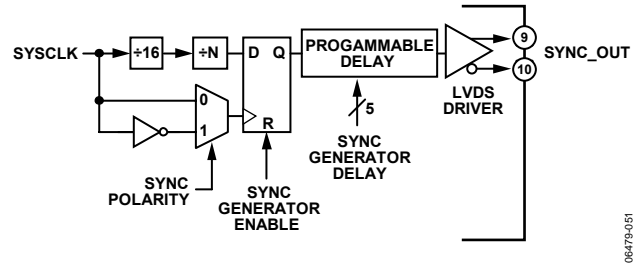 SYSCLK
÷16
÷N
D Q
R
PROGAMMABLE
DELAY
9
10
SYNC_OUT
LVDS
DRIVER
0
1
5
SYNC
GENERATOR
DELAY
SYNC
POLARITY
SYNC
GENERATOR
ENABLE
06479-051